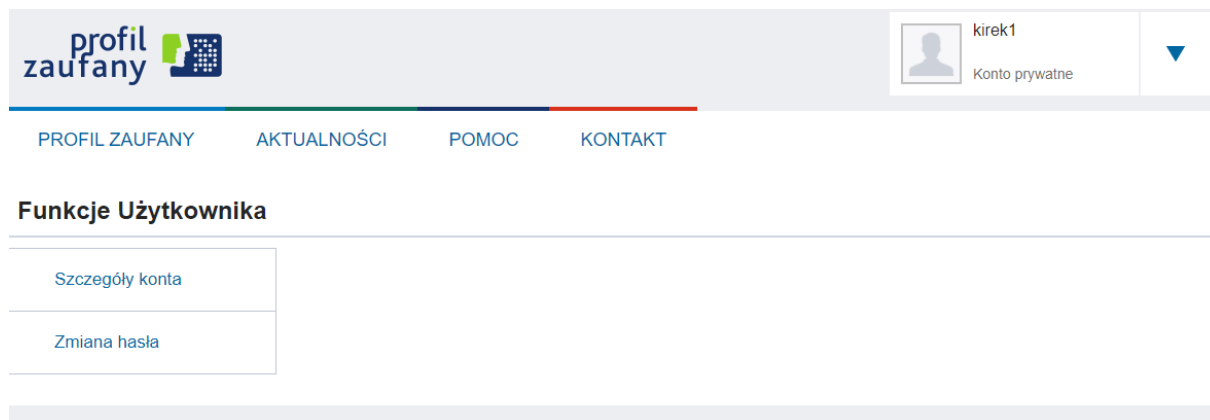 profil
zaufany
kirek1
Konto prywatne
PROFIL ZAUFANY AKTUALNOŚCI POMOC KONTAKT
Funkcje Użytkownika
Szczegóły konta
Zmiana hasła